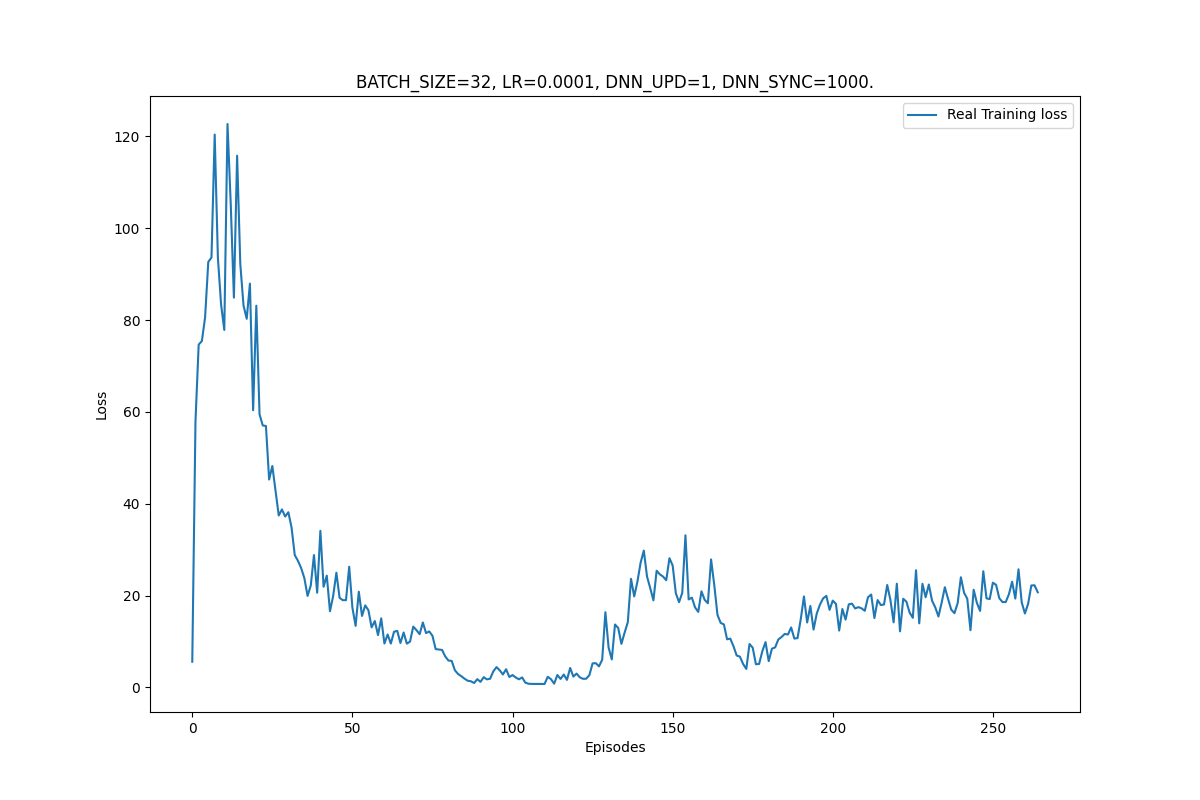 BATCH_SIZE=32, LR=0.0001, DNN_UPD=1, DNN_SYNC=1000.
Real Training loss
120
100
80
60
40
20
0
Loss
0 50 100 150 200 250
Episodes